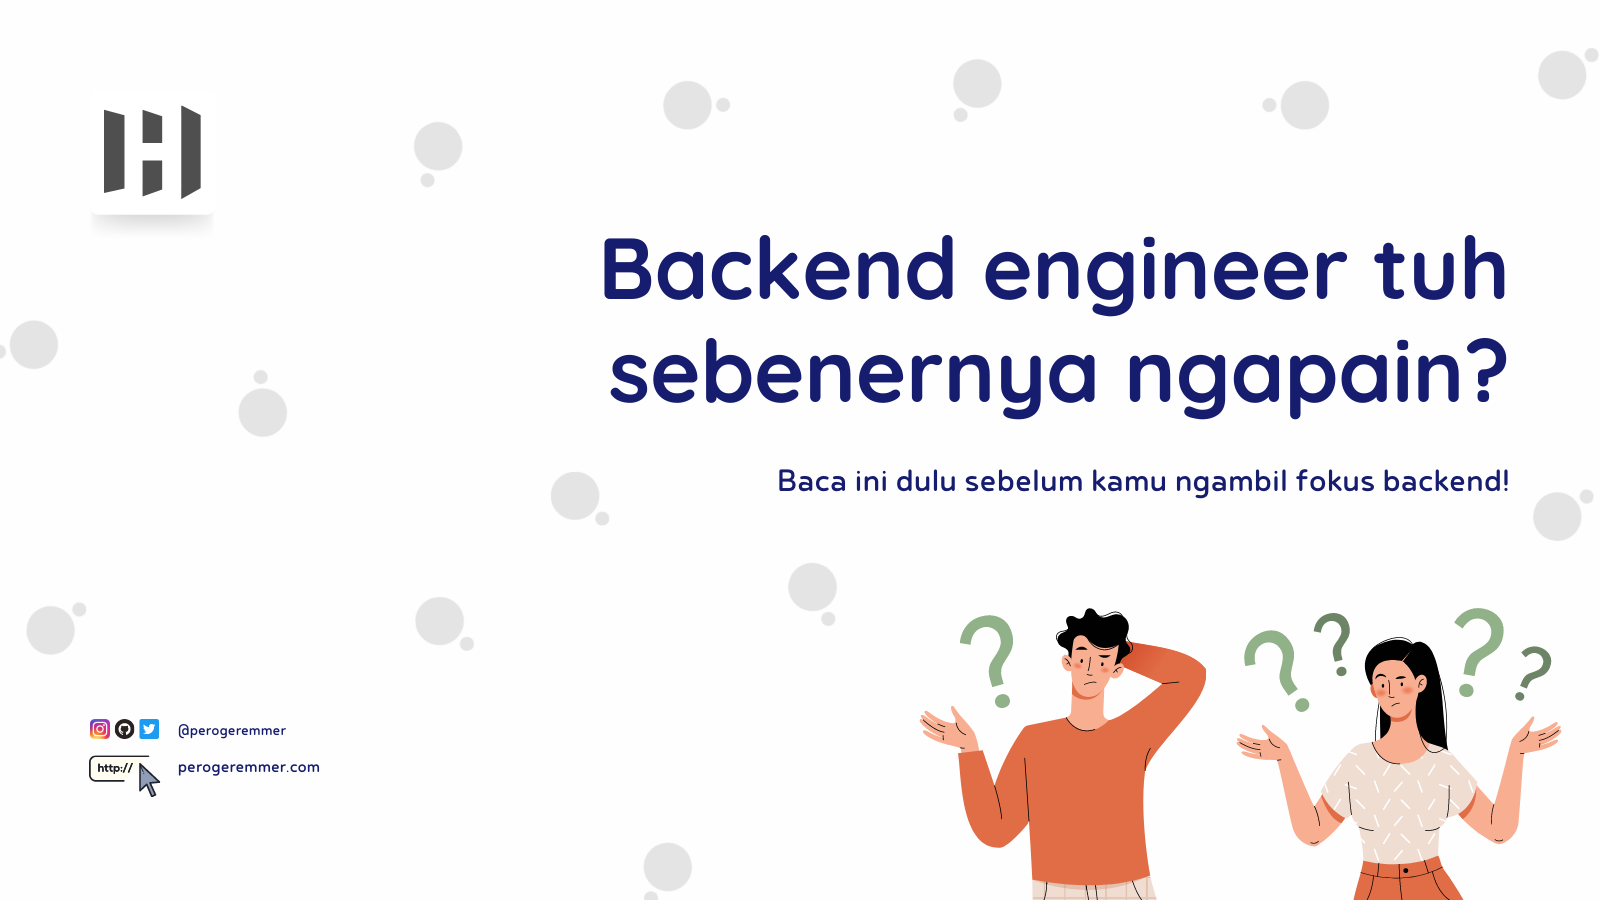 Backend engineer tuh
sebenernya ngapain?
Baca ini dulu sebelum kamu ngambil fokus backend!
@perogeremmer
http://
perogeremmer.com